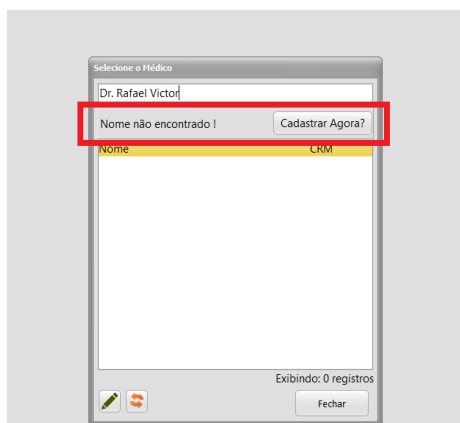 Selecione o Médico
Dr. Rafael Victor
Nome não encontrado !
Cadastrar Agora?
Nome CRM
Exibindo: 0 registros
Fechar